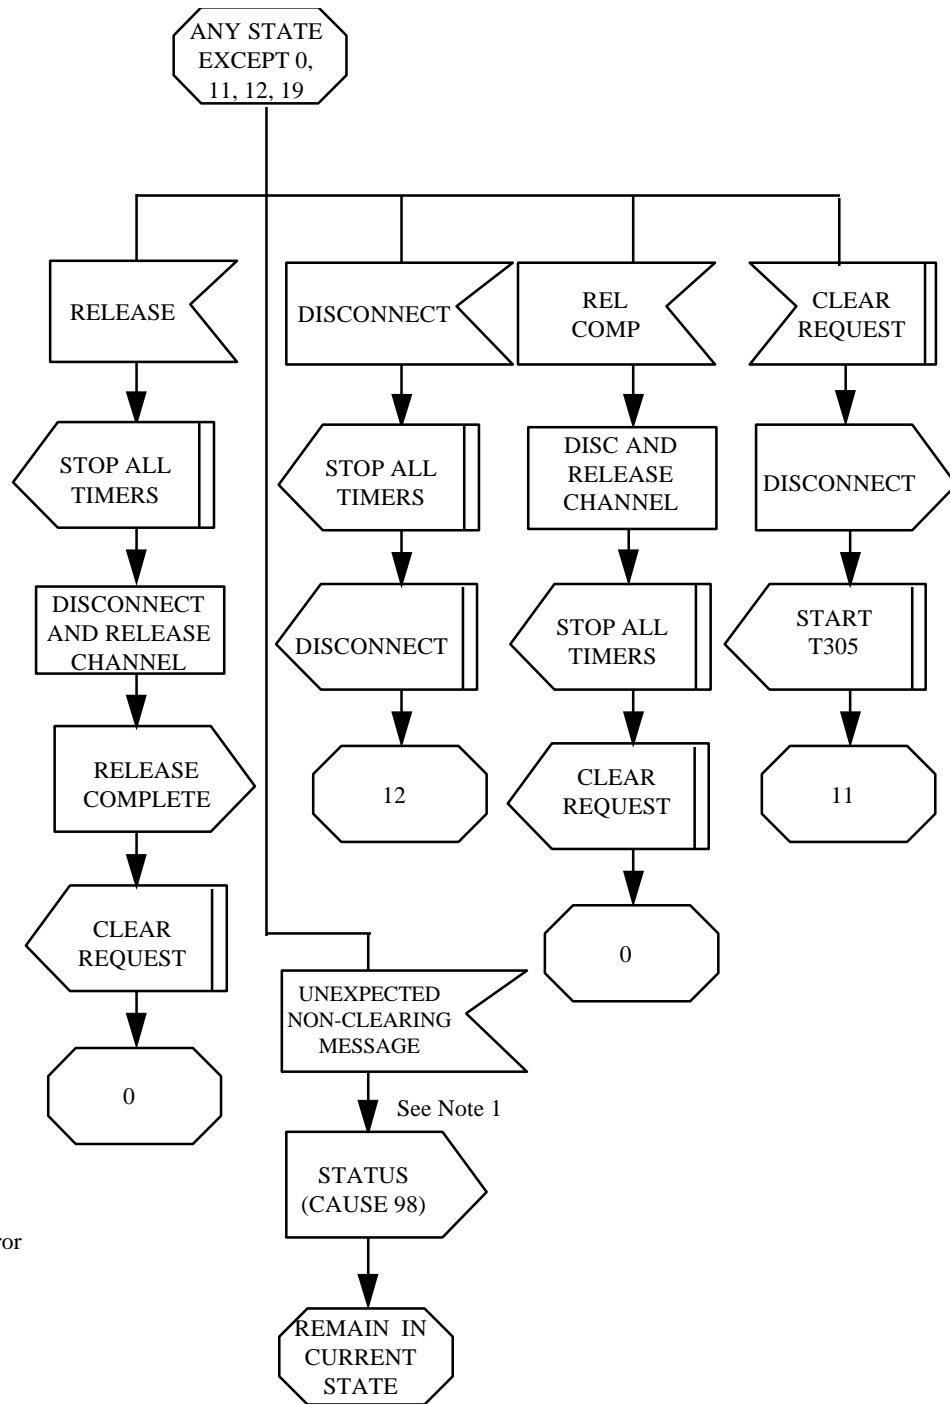 ANY STATE
EXCEPT 0,
11, 12, 19
RELEASE
STOP ALL
TIMERS
DISCONNECT
AND RELEASE
CHANNEL
RELEASE
COMPLETE
CLEAR
REQUEST
0
DISCONNECT
STOP ALL
TIMERS
DISCONNECT
12
REL
COMP
DISC AND
RELEASE
CHANNEL
STOP ALL
TIMERS
CLEAR
REQUEST
0
CLEAR
REQUEST
DISCONNECT
START
T305
11
UNEXPECTED
NON-CLEARING
MESSAGE
See Note 1
STATUS
(CAUSE 98)
REMAIN IN
CURRENT
STATE